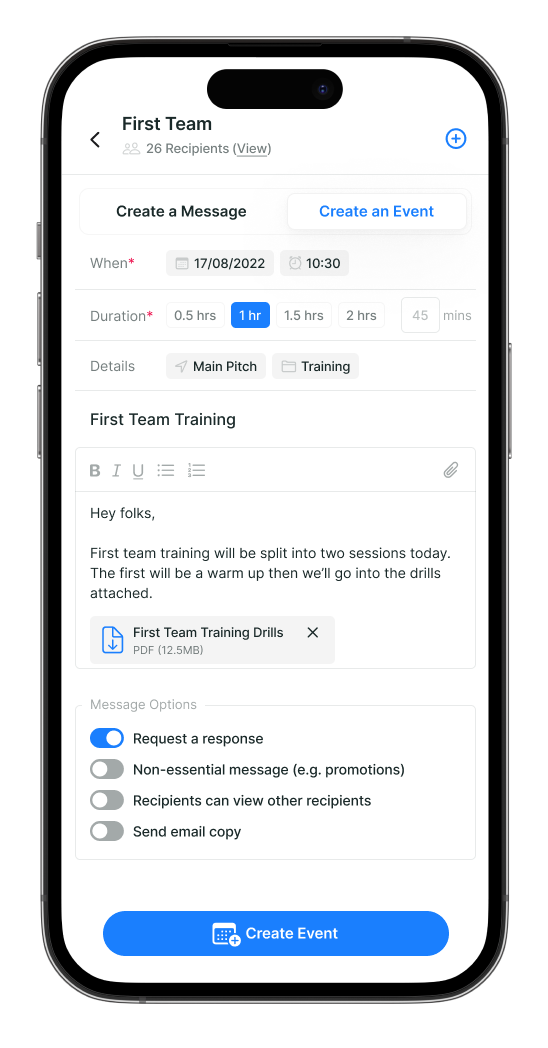 First Team
26 Recipients (View)
Create a Message Create an Event
When* 17/08/2022 10:30
Duration* 0.5 hrs 1 hr 1.5 hrs 2 hrs 45 mins
Details Main Pitch Training
First Team Training
B I U
Hey folks,
First team training will be split into two sessions today.
The first will be a warm up then we’ll go into the drills
attached.
First Team Training Drills
PDF (12.5MB)
Message Options
Request a response
Non-essential message (e.g. promotions)
Recipients can view other recipients
Send email copy
Create Event